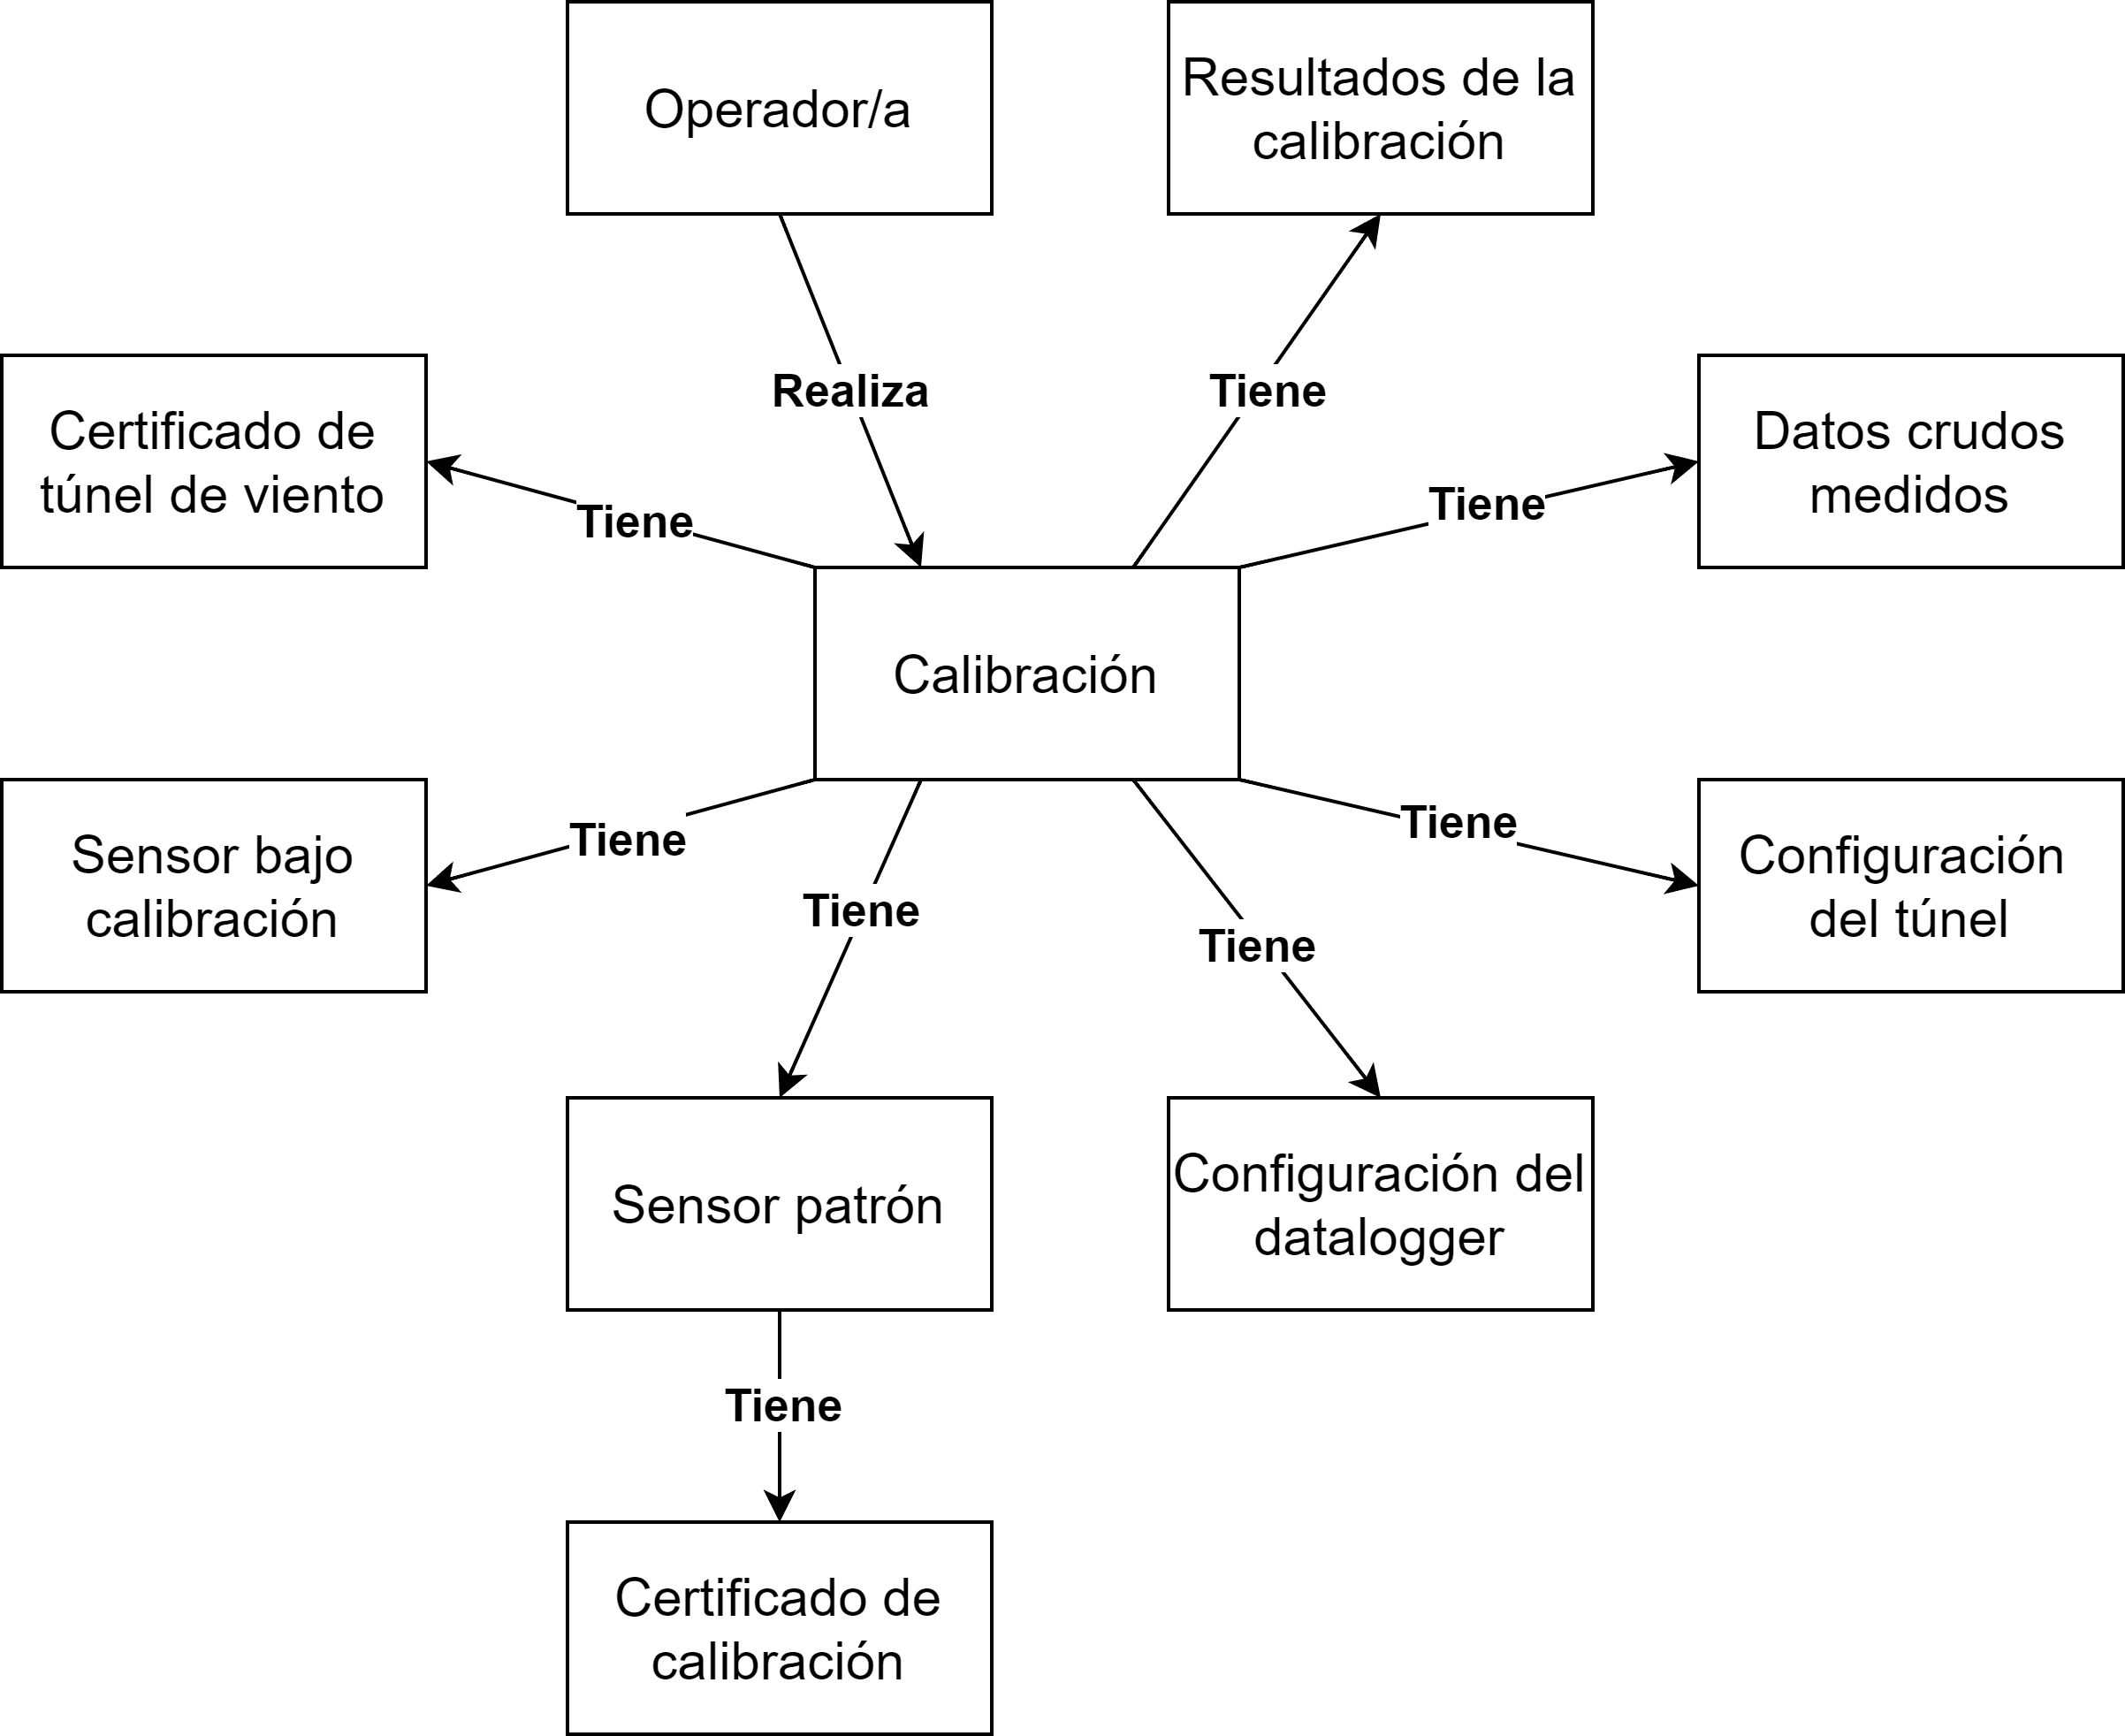 Operador/a
Resultados de la
calibración
Realiza
Tiene
Certificado de
túnel de viento
Tiene
Tiene
Datos crudos
medidos
Calibración
Sensor bajo
calibración
Tiene
Tiene
Tiene
Tiene
Configuración
del túnel
Sensor patrón
Configuración del
datalogger
Tiene
Certificado de
calibración